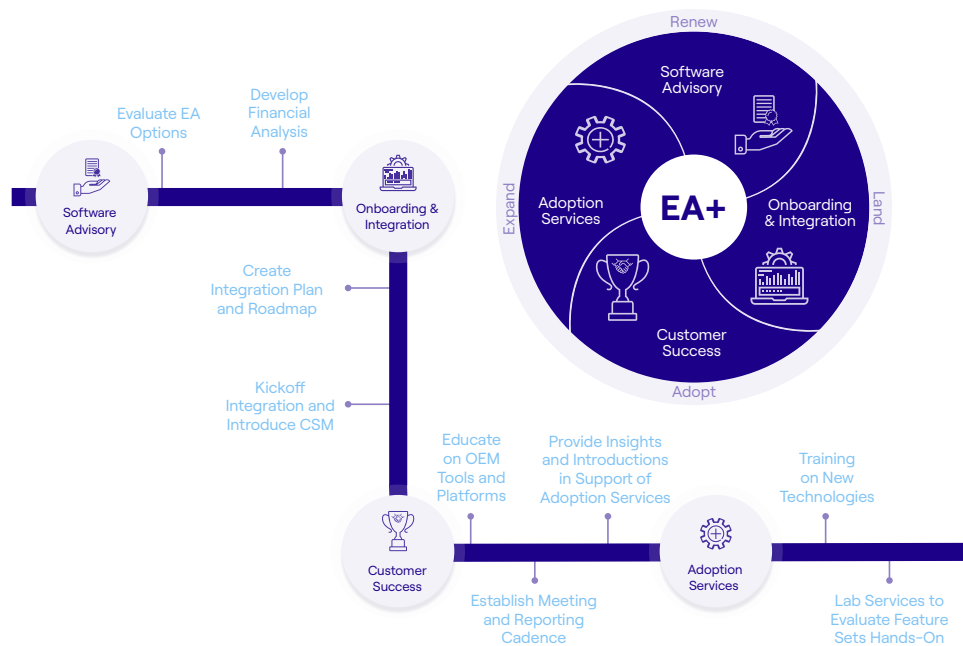 Renew
Software
Advisory
Expand
Adoption
Services
EA+
Onboarding
& Integration
Land
Customer
Success
Adopt
Evaluate EA
Options
Develop
Financial
Analysis
Software
Advisory
Onboarding &
Integration
Create
Integration Plan
and Roadmap
Kickoff
Integration and
Introduce CSM
Customer
Success
Educate
on OEM
Tools and
Platforms
Establish Meeting
and Reporting
Cadence
Provide Insights
and Introductions
in Support of
Adoption Services
Adoption
Services
Training
on New
Technologies
Lab Services to
Evaluate Feature
Sets Hands-On